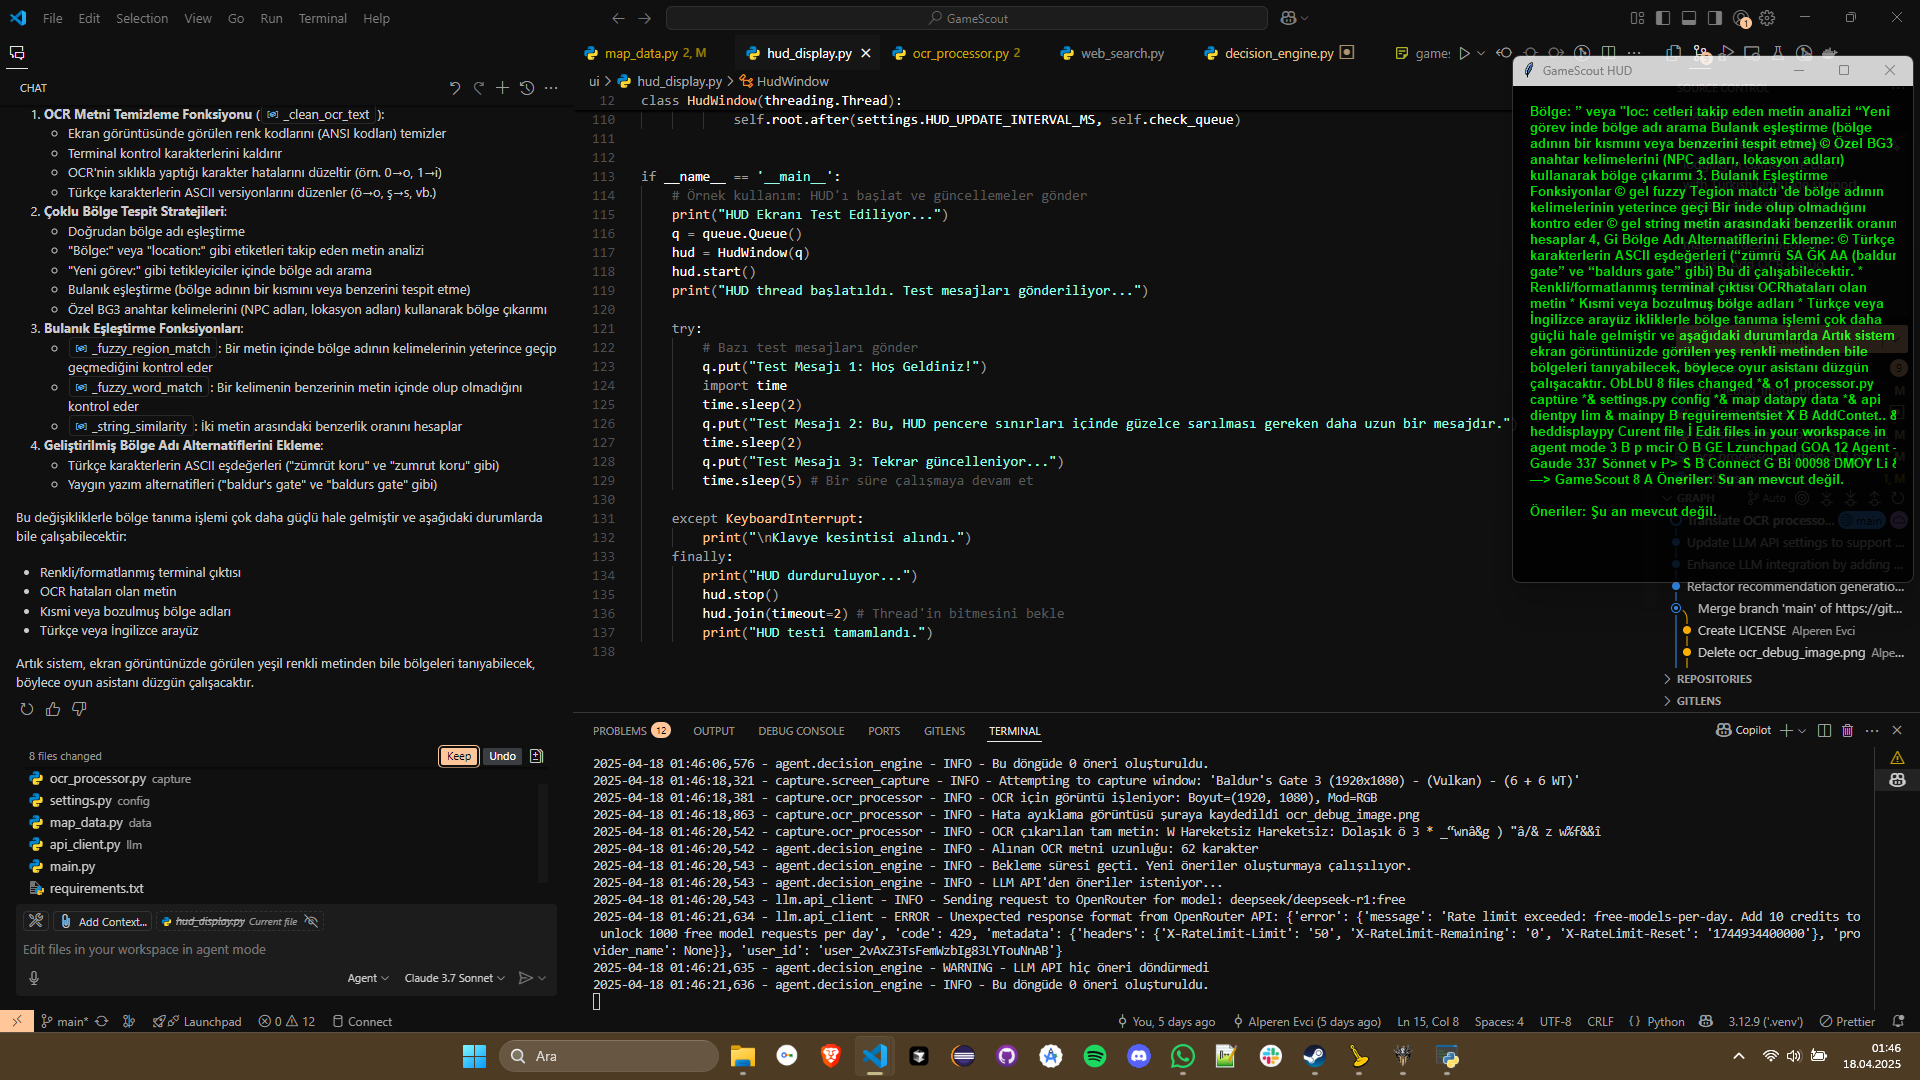 File Edit Selection View Go Run Terminal Help
GameScout
CHAT
1. OCR Metni Temizleme Fonksiyonu ( _clean_ocr_text ):
Ekran görüntüsünde görülen renk kodlarını (ANSI kodları) temizler
Terminal kontrol karakterlerini kaldırır
OCR'nin sıklıkla yaptığı karakter hatalarını düzeltir (örn. 0→o, 1→i)
Türkçe karakterlerin ASCII versiyonlarını düzenler (ö→o, ş→s, vb.)
2. Çoklu Bölge Tespit Stratejileri:
Doğrudan bölge adı eşleştirme
"Bölge:" veya "location:" gibi etiketleri takip eden metin analizi
"Yeni görev:" gibi tetikleyiciler içinde bölge adı arama
Bulanık eşleştirme (bölge adının bir kısmını veya benzerini tespit etme)
Özel BG3 anahtar kelimelerini (NPC adları, lokasyon adları) kullanarak bölge çıkarımı
3. Bulanık Eşleştirme Fonksiyonları:
_fuzzy_region_match : Bir metin içinde bölge adının kelimelerinin yeterince geçip
geçmediğini kontrol eder
_fuzzy_word_match : Bir kelimenin benzerinin metin içinde olup olmadığını
kontrol eder
_string_similarity : İki metin arasındaki benzerlik oranını hesaplar
4. Geliştirilmiş Bölge Adı Alternatiflerini Ekleme:
Türkçe karakterlerin ASCII eşdeğerleri ("zümrüt koru" ve "zumrut koru" gibi)
Yaygın yazım alternatifleri ("baldur's gate" ve "baldurs gate" gibi)
Bu değişikliklerle bölge tanıma işlemi çok daha güçlü hale gelmiştir ve aşağıdaki durumlarda
bile çalışabilecektir:
Renkli/formatlanmış terminal çıktısı
OCR hataları olan metin
Kısmi veya bozulmuş bölge adları
Türkçe veya İngilizce arayüz
Artık sistem, ekran görüntünüzde görülen yeşil renkli metinden bile bölgeleri tanıyabilecek,
böylece oyun asistanı düzgün çalışacaktır.
8 files changed Keep Undo
ocr_processor.py capture
settings.py config
map_data.py data
api_client.py llm
main.py
requirements.txt
Add Context... hud_display.py Current file
Edit files in your workspace in agent mode
Agent Claude 3.7 Sonnet
map_data.py 2, M hud_display.py ocr_processor.py 2 web_search.py decision_engine.py games
ui > hud_display.py > HudWindow
12 class HudWindow(threading.Thread):
110 self.root.after(settings.HUD_UPDATE_INTERVAL_MS, self.check_queue)
111
112
113 if __name__ == '__main__':
114 # Örnek kullanım: HUD'ı başlat ve güncellemeler gönder
115 print("HUD Ekranı Test Ediliyor...")
116 q = queue.Queue()
117 hud = HudWindow(q)
118 hud.start()
119 print("HUD thread başlatıldı. Test mesajları gönderiliyor...")
120
121 try:
122 # Bazı test mesajları gönder
123 q.put("Test Mesajı 1: Hoş Geldiniz!")
124 import time
125 time.sleep(2)
126 q.put("Test Mesajı 2: Bu, HUD pencere sınırları içinde güzelce sarılması gereken daha uzun bir mesajdır.")
127 time.sleep(2)
128 q.put("Test Mesajı 3: Tekrar güncelleniyor...")
129 time.sleep(5) # Bir süre çalışmaya devam et
130
131 except KeyboardInterrupt:
132 print("\nKlavye kesintisi alındı.")
133 finally:
134 print("HUD durduruluyor...")
135 hud.stop()
136 hud.join(timeout=2) # Thread'in bitmesini bekle
137 print("HUD testi tamamlandı.")
138
GameScout HUD
SOURCE CONTROL
Bölge: " veya "loc: cetleri takip eden metin analizi “Yeni
görev inde bölge adı arama Bulanık eşleştirme (bölge
adının bir kısmını veya benzerini tespit etme) © Özel BG3
anahtar kelimelerini (NPC adları, lokasyon adları)
kullanarak bölge çıkarımı 3. Bulanık Eşleştirme
Fonksiyonlar © gel fuzzy Tegion matctr 'de bölge adının
kelimelerinin yeterince geçi Bir inde olup olmadığını
kontro eder © gel string metin arasındaki benzerlik oranın
hesaplar 4, Gi Bölge Adı Alternatiflerini Ekleme: © Türkçe
karakterlerin ASCII eşdeğerleri (“zümrü SA ĞK AA (baldur
gate” ve “baldurs gate” gibi) Bu di çalışabilecektir. *
Renkli/formatlanmış terminal çıktısı OCRhataları olan
metin * Kısmi veya bozulmuş bölge adları * Türkçe veya
İngilizce arayüz ikliklerle bölge tanıma işlemi çok daha
güçlü hale gelmiştir ve aşağıdaki durumlarda Artık sistem
ekran görüntünüzde görülen yeş renkli metinden bile
bölgeleri tanıyabilecek, böylece oyur asistanı düzgün
çalışacaktır. ObLbU 8 files changed *& o1 processor.py
captüre *& settings.py config *& map datapy data *& api
dientpy lim & mainpy B reguirementsiet X B AddContet.. &
heddisplaypy Curent file İ Edit files in your workspace in
agent mode 3 B p mcir O B GE Lzunchpad GOA 12 Agent -
Gaude 337 Sönnet v P> S B Connect G Bi 00098 DMOY Li &
—> GameScout 8 A Öneriler: Su an mevcut değil.
GRAPH Auto
Öneriler: Şu an mevcut değil.
Translate OCR processo... main
Update LLM API settings to support ...
Enhance LLM integration by adding ...
Refactor recommendation generatio...
Merge branch 'main' of https://git...
Create LICENSE Alperen Evci
Delete ocr_debug_image.png Alpe...
REPOSITORIES
GITLENS
PROBLEMS 12 OUTPUT DEBUG CONSOLE PORTS GITLENS TERMINAL Copilot
2025-04-18 01:46:06,576 - agent.decision_engine - INFO - Bu döngüde 0 öneri oluşturuldu.
2025-04-18 01:46:18,321 - capture.screen_capture - INFO - Attempting to capture window: 'Baldur's Gate 3 (1920x1080) - (Vulkan) - (6 + 6 WT)'
2025-04-18 01:46:18,381 - capture.ocr_processor - INFO - OCR için görüntü işleniyor: Boyut=(1920, 1080), Mod=RGB
2025-04-18 01:46:18,863 - capture.ocr_processor - INFO - Hata ayıklama görüntüsü şuraya kaydedildi ocr_debug_image.png
2025-04-18 01:46:20,542 - capture.ocr_processor - INFO - OCR çıkarılan tam metin: W Hareketsiz Hareketsiz: Dolaşık ö 3 * _“wnâ&g ) "â/& z w%f&&î
2025-04-18 01:46:20,542 - agent.decision_engine - INFO - Alınan OCR metni uzunluğu: 62 karakter
2025-04-18 01:46:20,543 - agent.decision_engine - INFO - Bekleme süresi geçti. Yeni öneriler oluşturmaya çalışılıyor.
2025-04-18 01:46:20,543 - agent.decision_engine - INFO - LLM API'den öneriler isteniyor...
2025-04-18 01:46:20,543 - llm.api_client - INFO - Sending request to OpenRouter for model: deepseek/deepseek-r1:free
2025-04-18 01:46:21,634 - llm.api_client - ERROR - Unexpected response format from OpenRouter API: {'error': {'message': 'Rate limit exceeded: free-models-per-day. Add 10 credits to
unlock 1000 free model requests per day', 'code': 429, 'metadata': {'headers': {'X-RateLimit-Limit': '50', 'X-RateLimit-Remaining': '0', 'X-RateLimit-Reset': '1744934400000'}, 'pro
vider_name': None}}, 'user_id': 'user_2vAxZ3TsFemWzbIg83LYTouNnAB'}
2025-04-18 01:46:21,635 - agent.decision_engine - WARNING - LLM API hiç öneri döndürmedi
2025-04-18 01:46:21,636 - agent.decision_engine - INFO - Bu döngüde 0 öneri oluşturuldu.
main* Launchpad 0 12 Connect You, 5 days ago Alperen Evci (5 days ago) Ln 15, Col 8 Spaces: 4 UTF-8 CRLF Python 3.12.9 ('.venv') Prettier
Ara
01:46
18.04.2025